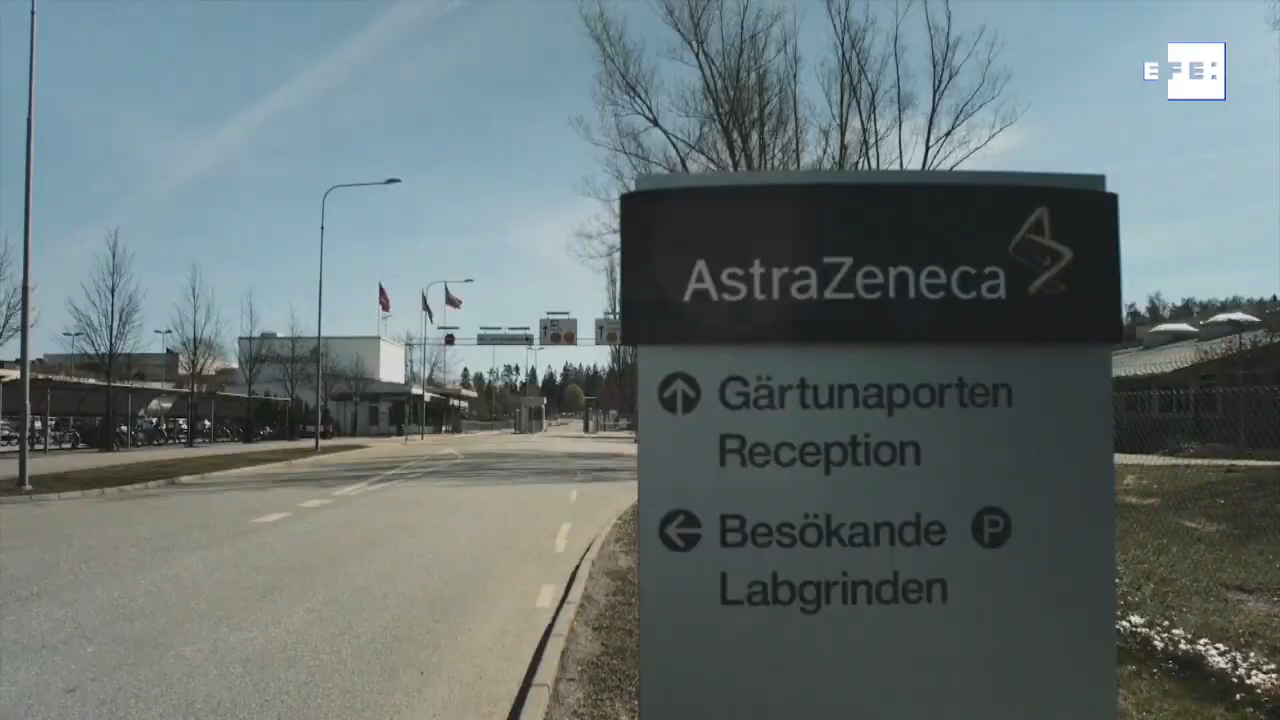 EFE:
AstraZeneca
Gärtunaporten
Reception
Besökande P
Labgrinden